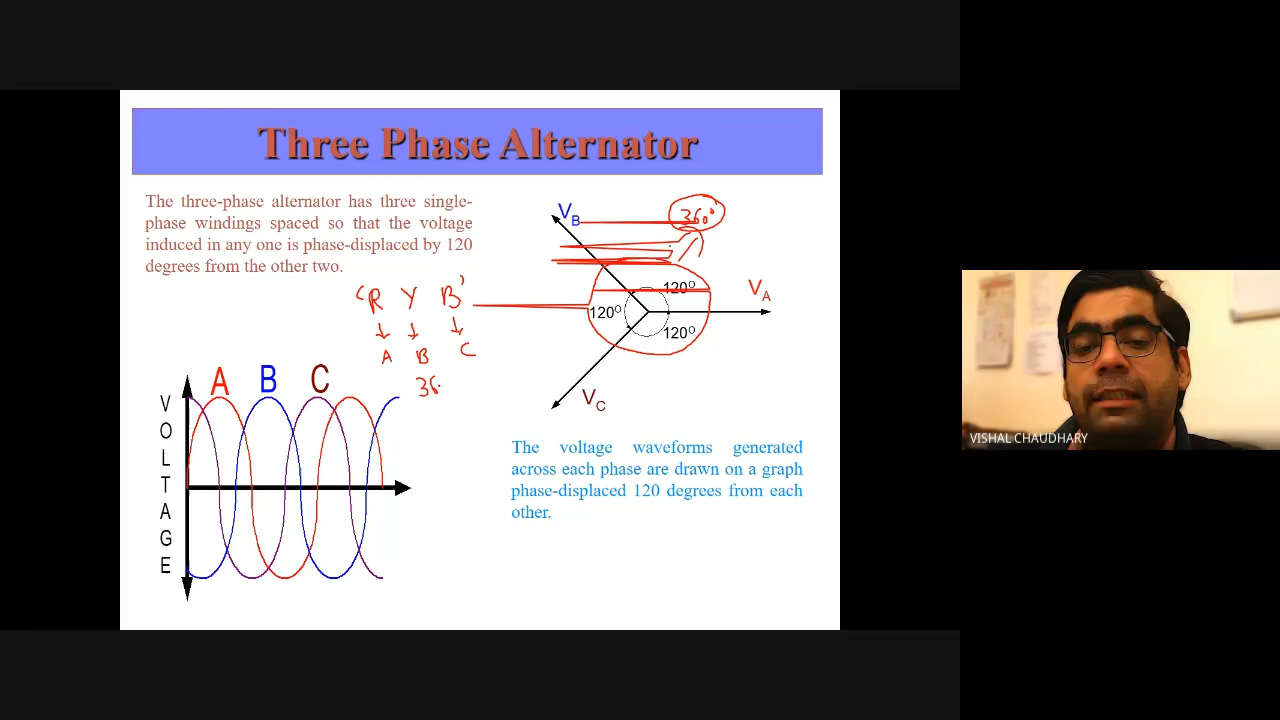 Three Phase Alternator
The three-phase alternator has three single-
phase windings spaced so that the voltage
induced in any one is phase-displaced by 120
degrees from the other two.
'R Y B'
A B C
36
VB
360°
120°
VA
120°
120°
VC
A B C
VOLTAGE
The voltage waveforms generated
across each phase are drawn on a graph
phase-displaced 120 degrees from each
other.
VISHAL CHAUDHARY